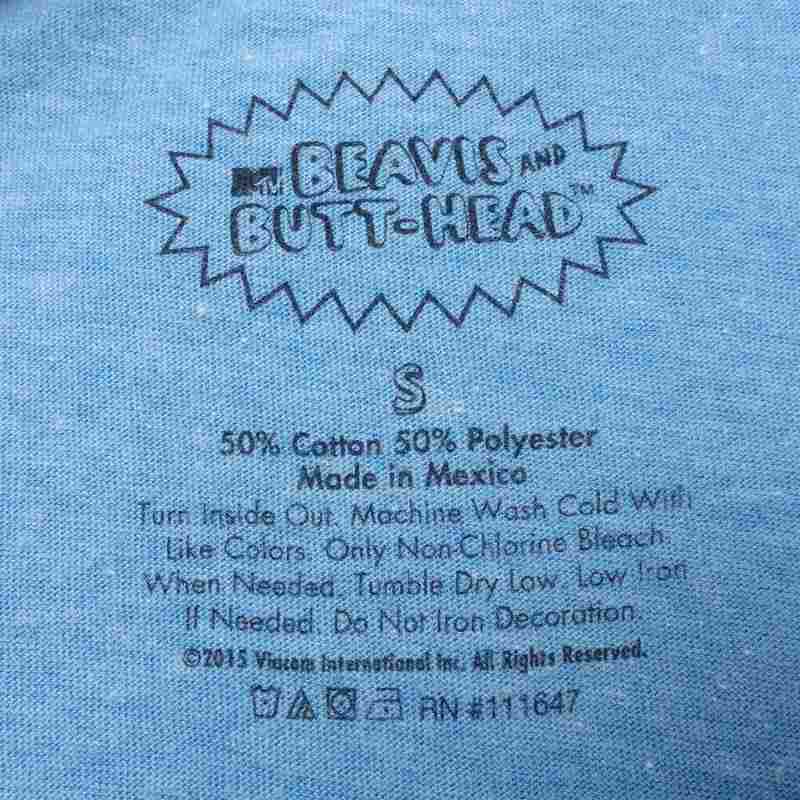 MTV BEAVIS AND
BUTT-HEAD™
S
50% Cotton 50% Polyester
Made in Mexico
Turn Inside Out. Machine Wash Cold With
Like Colors. Only Non-Chlorine Bleach.
When Needed. Tumble Dry Low. Low Iron
If Needed. Do Not Iron Decoration.
©2015 Viacom International Inc. All Rights Reserved.
RN #111647